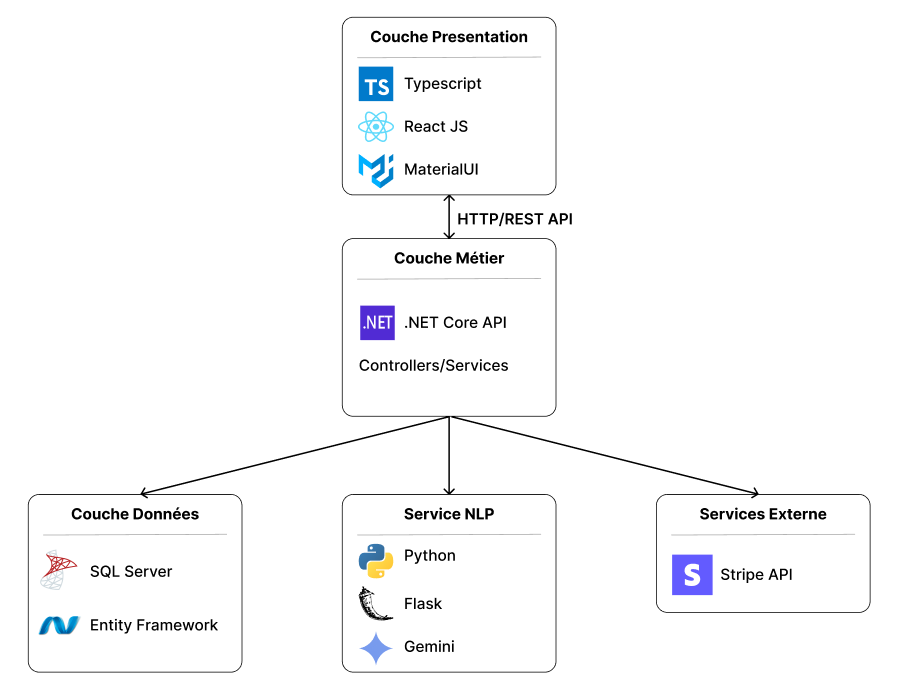 Couche Presentation
TS
Typescript
React JS
MaterialUI
HTTP/REST API
Couche Métier
.NET
.NET Core API
Controllers/Services
Couche Données
SQL Server
Entity Framework
Service NLP
Python
Flask
Gemini
Services Externe
S
Stripe API